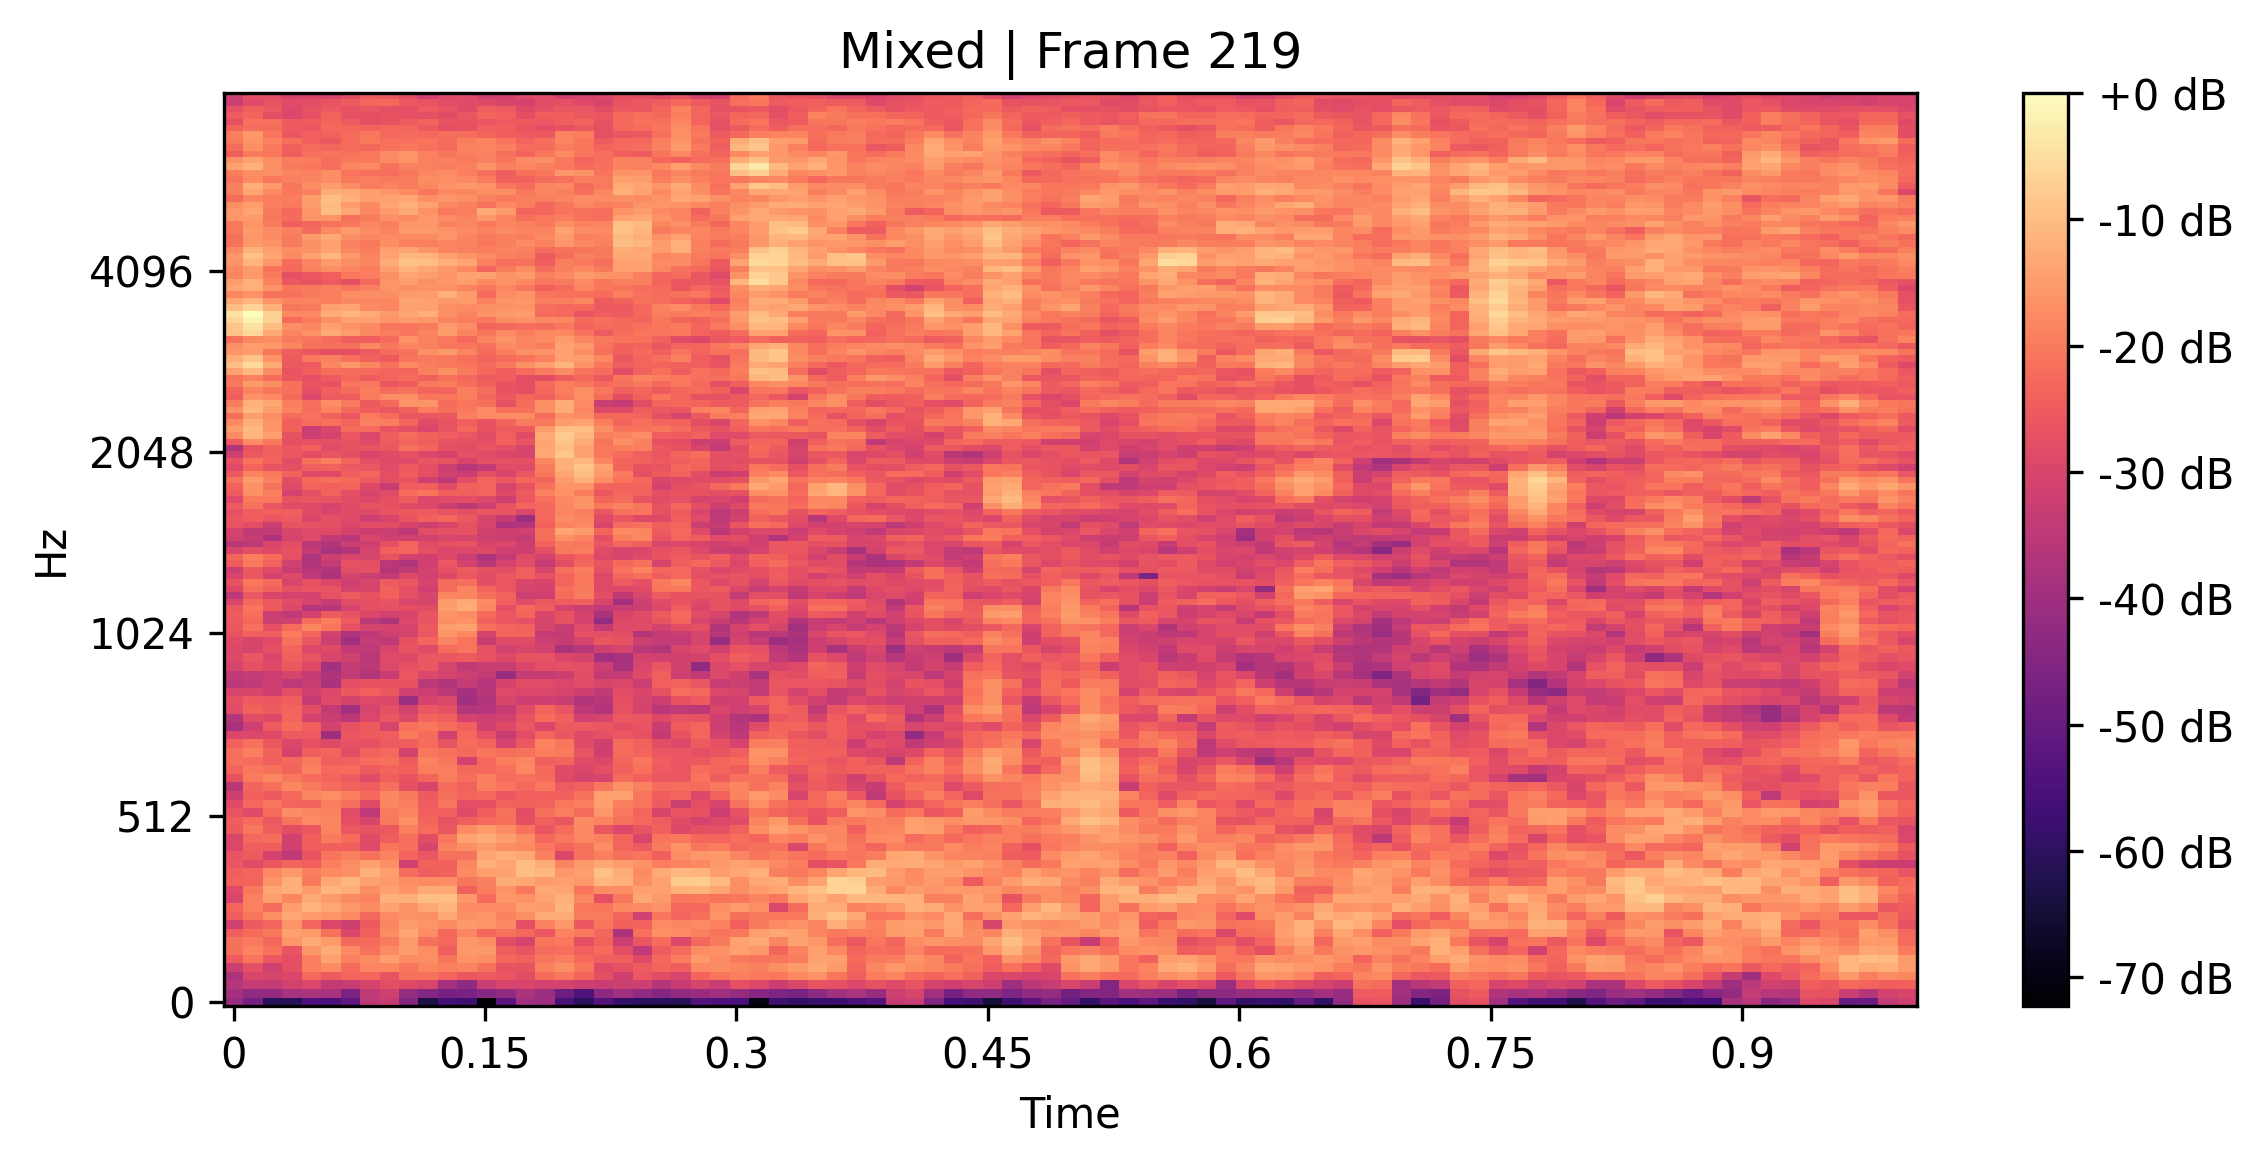 Mixed | Frame 219
+0 dB
-10 dB
-20 dB
-30 dB
-40 dB
-50 dB
-60 dB
-70 dB
4096
2048
1024
512
0
Hz
0 0.15 0.3 0.45 0.6 0.75 0.9
Time